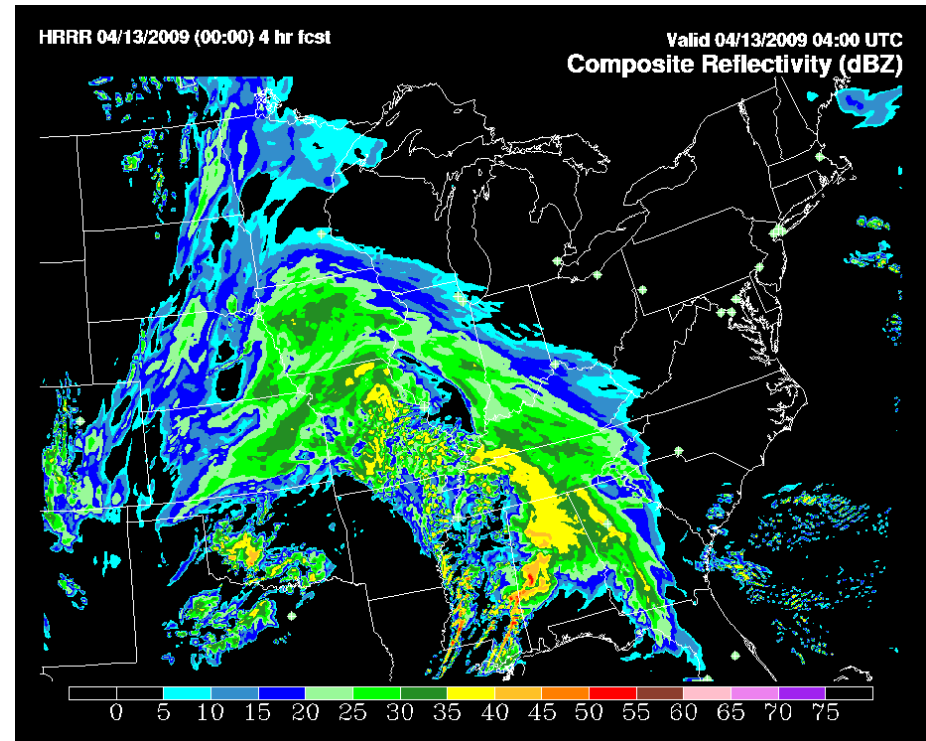 HRRR 04/13/2009 (00:00) 4 hr fcst
Valid 04/13/2009 04:00 UTC
Composite Reflectivity (dBZ)
0 5 10 15 20 25 30 35 40 45 50 55 60 65 70 75